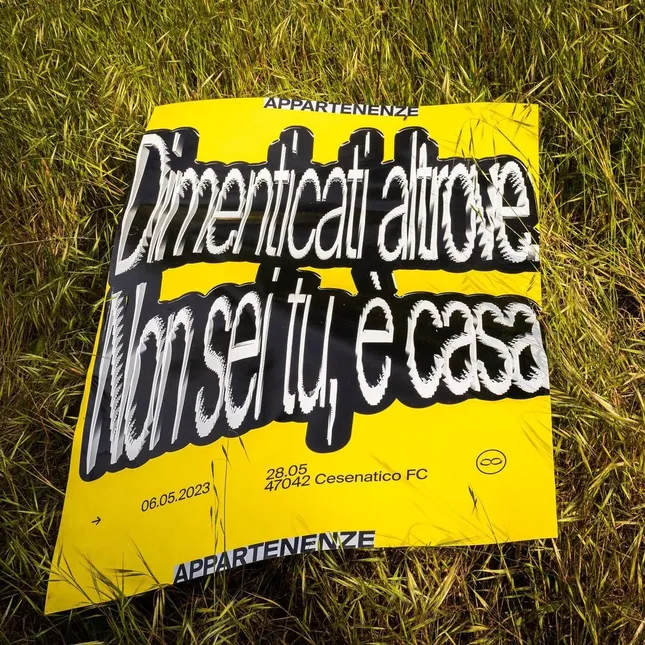 APPARTENENZE
Dimenticati altrove.
Non sei tu, è casa
→ 06.05.2023
28.05
47042 Cesenatico FC
APPARTENENZE